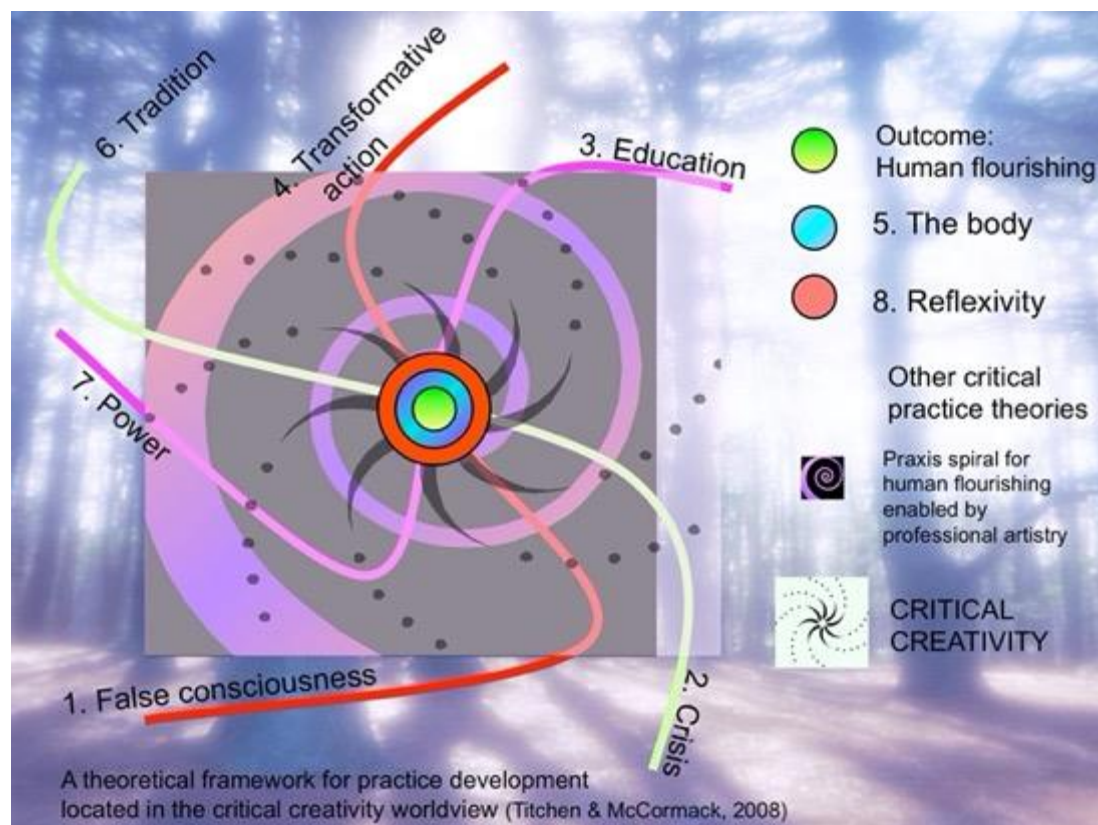 6. Tradition
4. Transformative
action
3. Education
Outcome:
Human flourishing
5. The body
8. Reflexivity
Other critical
practice theories
7. Power
Praxis spiral for
human flourishing
enabled by
professional artistry
CRITICAL
CREATIVITY
1. False consciousness
2. Crisis
A theoretical framework for practice development
located in the critical creativity worldview (Titchen & McCormack, 2008)